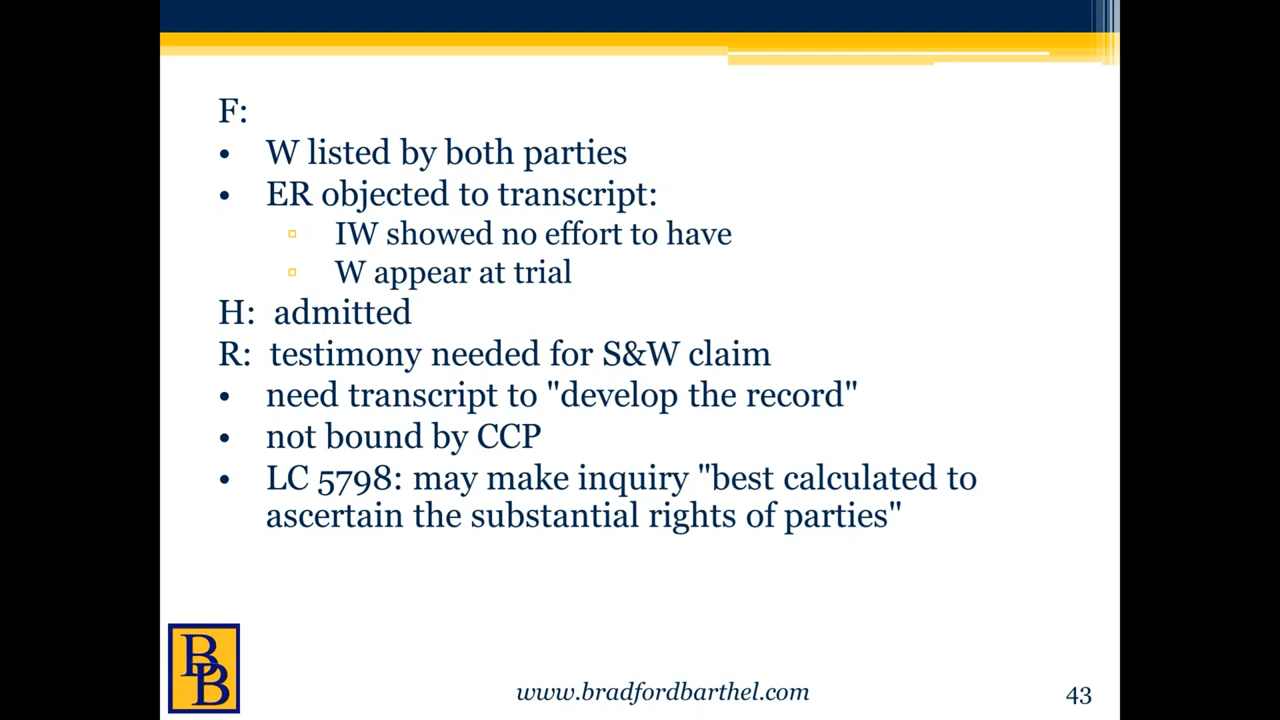 F:
• W listed by both parties
• ER objected to transcript:
▫ IW showed no effort to have
▫ W appear at trial
H: admitted
R: testimony needed for S&W claim
• need transcript to "develop the record"
• not bound by CCP
• LC 5798: may make inquiry "best calculated to
ascertain the substantial rights of parties"
BB
www.bradfordbarthel.com
43